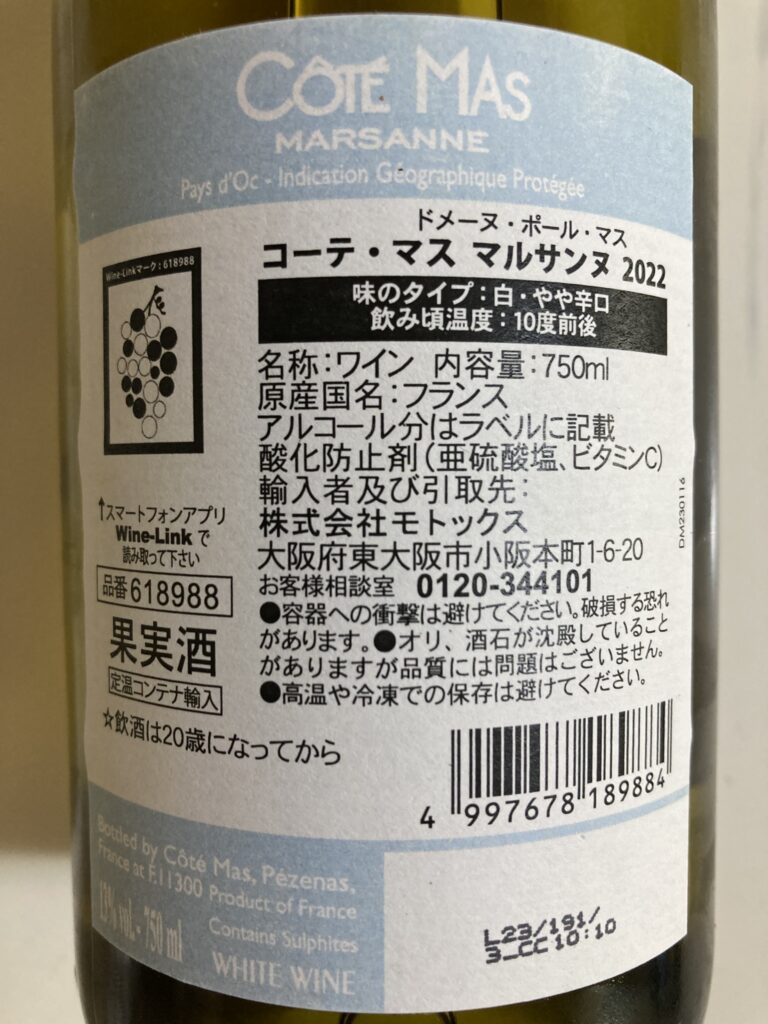 CÔTÉ MAS
MARSANNE
Pays d'Oc - Indication Géographique Protégée
ドメーヌ・ポール・マス
コーテ・マス マルサンヌ 2022
味のタイプ:白・やや辛口
飲み頃温度:10度前後
Wine-Linkマーク:618988
名称:ワイン 内容量:750ml
原産国名:フランス
アルコール分はラベルに記載
酸化防止剤(亜硫酸塩、ビタミンC)
輸入者及び引取先:
株式会社モトックス
大阪府東大阪市小阪本町1-6-20
お客様相談室 0120-344101
●容器への衝撃は避けてください。破損する恐れ
があります。●オリ、酒石が沈殿していること
がありますが品質には問題はございません。
●高温や冷凍での保存は避けてください。
DM230116
↑スマートフォンアプリ
Wine-Link で
読み取って下さい
品番618988
果実酒
定温コンテナ輸入
☆飲酒は20歳になってから
4 997678 189884
Bottled by Côté Mas, Pézenas,
France at F.11300 Product of France
Contains Sulphites
13% vol. - 750 ml
WHITE WINE
L23/191/
3_CC 10:10